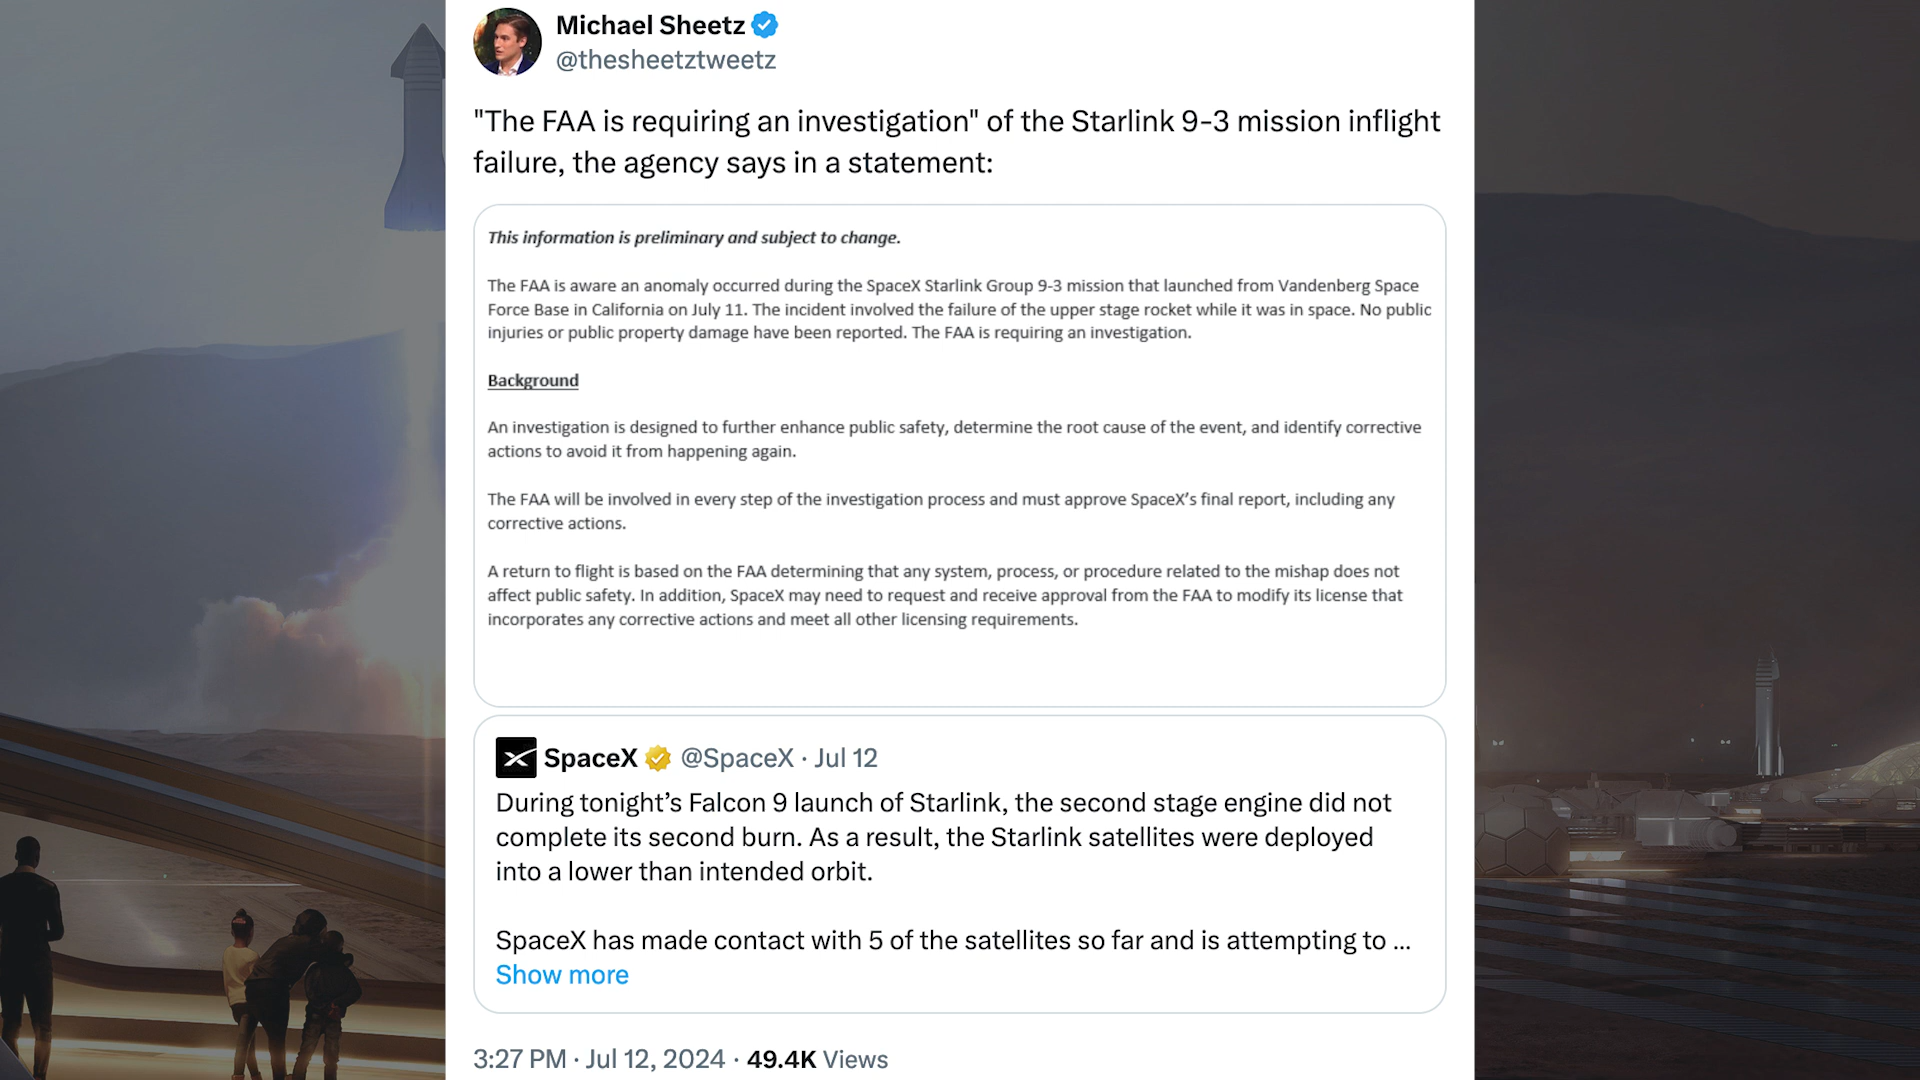 Michael Sheetz
@thesheetztweetz
"The FAA is requiring an investigation" of the Starlink 9-3 mission inflight
failure, the agency says in a statement:
This information is preliminary and subject to change.
The FAA is aware an anomaly occurred during the SpaceX Starlink Group 9-3 mission that launched from Vandenberg Space
Force Base in California on July 11. The incident involved the failure of the upper stage rocket while it was in space. No public
injuries or public property damage have been reported. The FAA is requiring an investigation.
Background
An investigation is designed to further enhance public safety, determine the root cause of the event, and identify corrective
actions to avoid it from happening again.
The FAA will be involved in every step of the investigation process and must approve SpaceX’s final report, including any
corrective actions.
A return to flight is based on the FAA determining that any system, process, or procedure related to the mishap does not
affect public safety. In addition, SpaceX may need to request and receive approval from the FAA to modify its license that
incorporates any corrective actions and meet all other licensing requirements.
SpaceX @SpaceX · Jul 12
During tonight’s Falcon 9 launch of Starlink, the second stage engine did not
complete its second burn. As a result, the Starlink satellites were deployed
into a lower than intended orbit.
SpaceX has made contact with 5 of the satellites so far and is attempting to ...
Show more
3:27 PM · Jul 12, 2024 · 49.4K Views